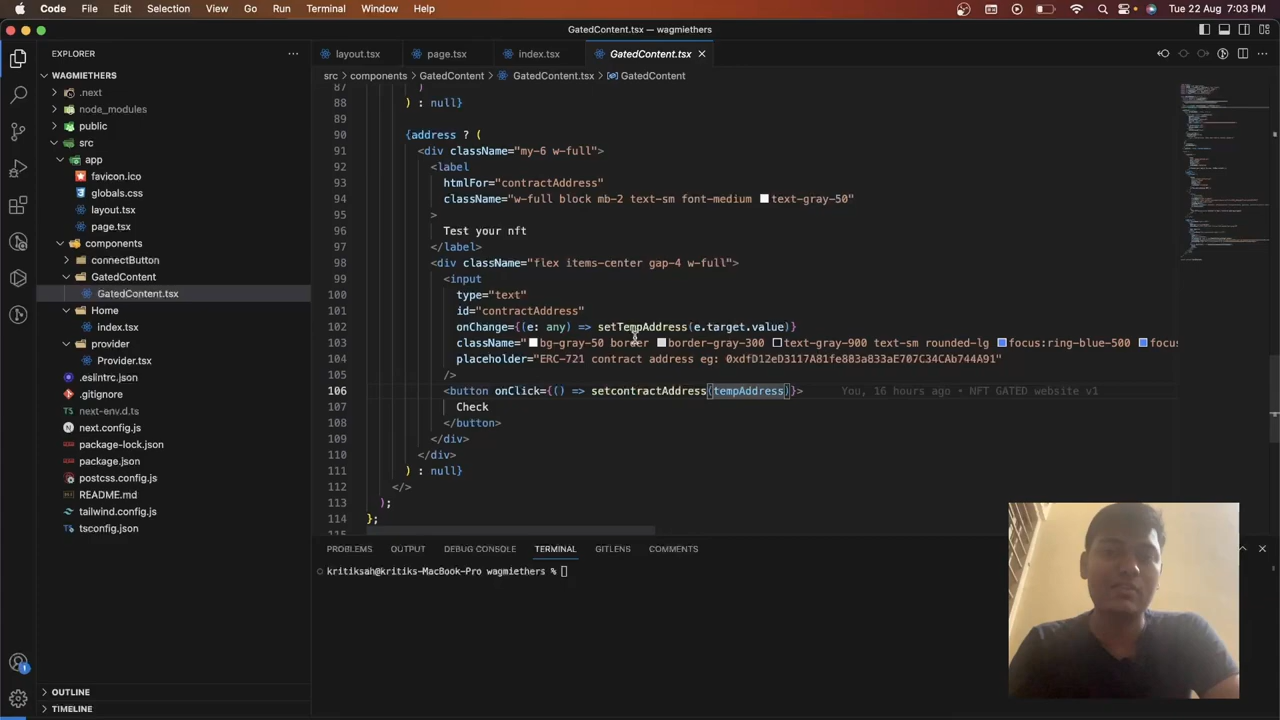 Code File Edit Selection View Go Run Terminal Window Help Tue 22 Aug 7:03 PM
GatedContent.tsx — wagmiethers
EXPLORER
WAGMIETHERS
.next
node_modules
public
src
app
favicon.ico
globals.css
layout.tsx
page.tsx
components
connectButton
GatedContent
GatedContent.tsx
Home
index.tsx
provider
Provider.tsx
.eslintrc.json
.gitignore
next-env.d.ts
next.config.js
package-lock.json
package.json
postcss.config.js
README.md
tailwind.config.js
tsconfig.json
OUTLINE
TIMELINE
1
layout.tsx page.tsx index.tsx GatedContent.tsx
src > components > GatedContent > GatedContent.tsx > GatedContent
87 )
88 ) : null}
89
90 {address ? (
91 <div className="my-6 w-full">
92 <label
93 htmlFor="contractAddress"
94 className="w-full block mb-2 text-sm font-medium text-gray-50"
95 >
96 Test your nft
97 </label>
98 <div className="flex items-center gap-4 w-full">
99 <input
100 type="text"
101 id="contractAddress"
102 onChange={(e: any) => setTempAddress(e.target.value)}
103 className="bg-gray-50 border border-gray-300 text-gray-900 text-sm rounded-lg focus:ring-blue-500 focus
104 placeholder="ERC-721 contract address eg: 0xdfD12eD3117A81fe883a833aE707C34CAb744A91"
105 />
106 <button onClick={() => setcontractAddress(tempAddress)}> You, 16 hours ago • NFT GATED website v1
107 Check
108 </button>
109 </div>
110 </div>
111 ) : null}
112 </>
113 );
114 };
115
PROBLEMS OUTPUT DEBUG CONSOLE TERMINAL GITLENS COMMENTS
kritiksah@kritiks-MacBook-Pro wagmiethers %